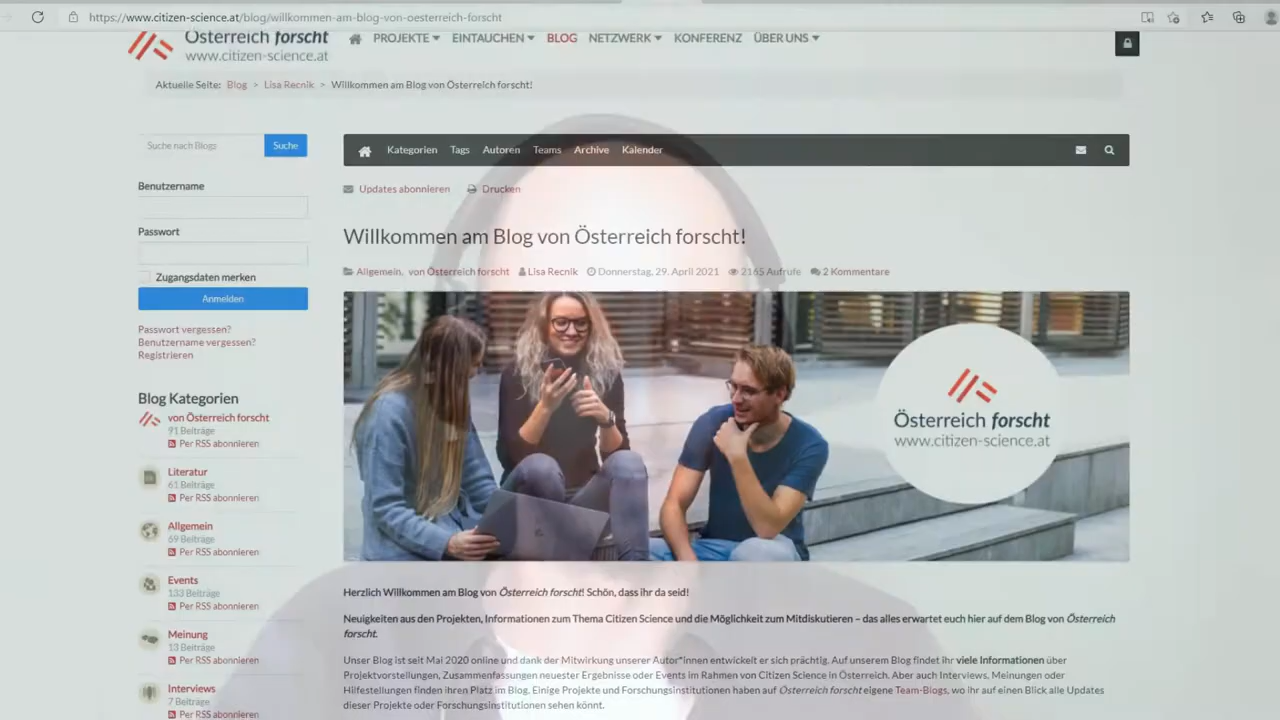 https://www.citizen-science.at/blog/willkommen-am-blog-von-oesterreich-forscht
Österreich forscht
www.citizen-science.at
PROJEKTE EINTAUCHEN BLOG NETZWERK KONFERENZ ÜBER UNS
Aktuelle Seite: Blog > Lisa Recnik > Willkommen am Blog von Österreich forscht!
Suche nach Blogs Suche
Kategorien Tags Autoren Teams Archive Kalender
Benutzername
Passwort
Zugangsdaten merken
Anmelden
Passwort vergessen?
Benutzername vergessen?
Registrieren
Blog Kategorien
von Österreich forscht
91 Beiträge
Per RSS abonnieren
Literatur
61 Beiträge
Per RSS abonnieren
Allgemein
69 Beiträge
Per RSS abonnieren
Events
133 Beiträge
Per RSS abonnieren
Meinung
13 Beiträge
Per RSS abonnieren
Interviews
7 Beiträge
Per RSS abonnieren
Updates abonnieren Drucken
Willkommen am Blog von Österreich forscht!
Allgemein, von Österreich forscht Lisa Recnik Donnerstag, 29. April 2021 2165 Aufrufe 2 Kommentare
Österreich forscht
www.citizen-science.at
Herzlich Willkommen am Blog von Österreich forscht! Schön, dass ihr da seid!
Neuigkeiten aus den Projekten, Informationen zum Thema Citizen Science und die Möglichkeit zum Mitdiskutieren – das alles erwartet euch hier auf dem Blog von Österreich
forscht.
Unser Blog ist seit Mai 2020 online und dank der Mitwirkung unserer Autor*innen entwickelt er sich prächtig. Auf unserem Blog findet ihr viele Informationen über
Projektvorstellungen, Zusammenfassungen neuester Ergebnisse oder Events im Rahmen von Citizen Science in Österreich. Aber auch Interviews, Meinungen oder
Hilfestellungen finden ihren Platz im Blog. Einige Projekte und Forschungsinstitutionen haben auf Österreich forscht eigene Team-Blogs, wo ihr auf einen Blick alle Updates
dieser Projekte oder Forschungsinstitutionen sehen könnt.